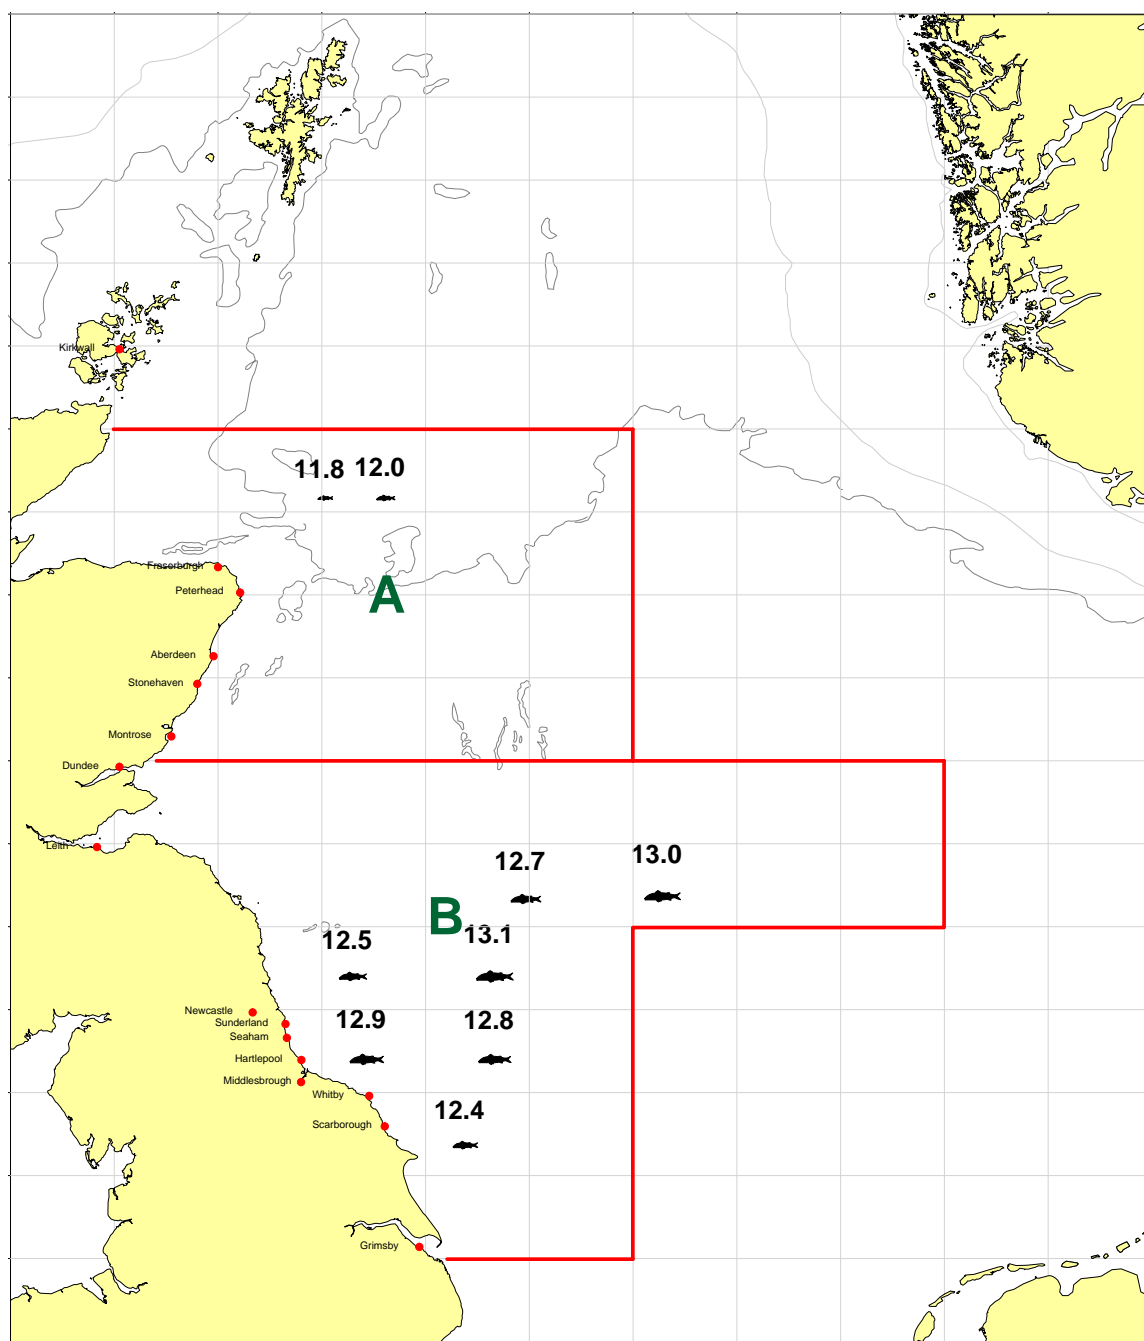 Kirkwall
11.8 12.0
Fraserburgh
A
Peterhead
Aberdeen
Stonehaven
Montrose
Dundee
Leith
12.7 13.0
B
12.5 13.1
Newcastle
Sunderland
12.9 12.8
Seaham
Hartlepool
Middlesbrough
Whitby
12.4
Scarborough
Grimsby